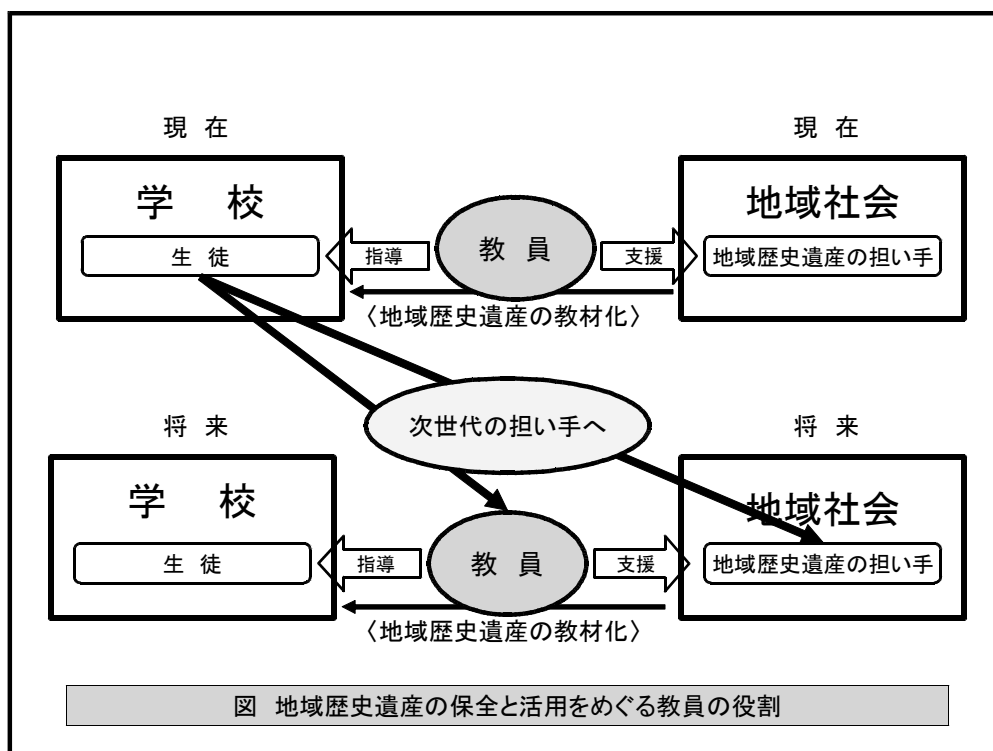 現 在
現 在
学 校
地域社会
教 員
生 徒
指導
支援
地域歴史遺産の担い手
〈地域歴史遺産の教材化〉
次世代の担い手へ
将 来
将 来
学 校
地域社会
教 員
生 徒
指導
支援
地域歴史遺産の担い手
〈地域歴史遺産の教材化〉
図 地域歴史遺産の保全と活用をめぐる教員の役割